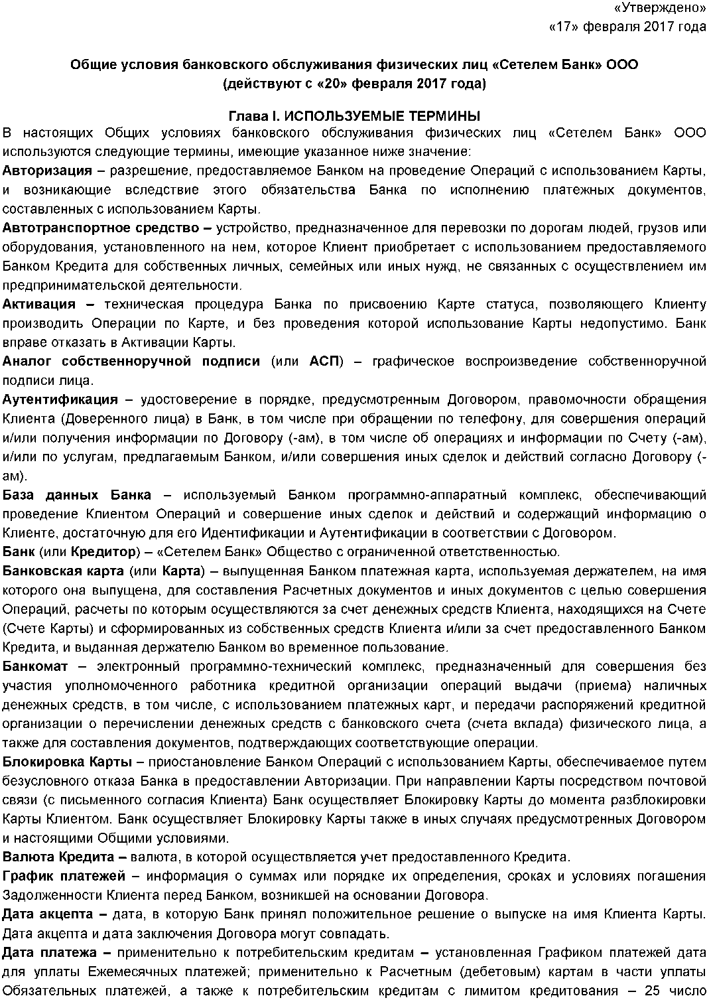 «Утверждено»
«17» февраля 2017 года
Общие условия банковского обслуживания физических лиц «Сетелем Банк» ООО
(действуют с «20» февраля 2017 года)
Глава I. ИСПОЛЬЗУЕМЫЕ ТЕРМИНЫ
В настоящих Общих условиях банковского обслуживания физических лиц «Сетелем Банк» ООО
используются следующие термины, имеющие указанное ниже значение:
Авторизация – разрешение, предоставляемое Банком на проведение Операций с использованием Карты,
и возникающие вследствие этого обязательства Банка по исполнению платежных документов,
составленных с использованием Карты.
Автотранспортное средство – устройство, предназначенное для перевозки по дорогам людей, грузов или
оборудования, установленного на нем, которое Клиент приобретает с использованием предоставляемого
Банком Кредита для собственных личных, семейных или иных нужд, не связанных с осуществлением им
предпринимательской деятельности.
Активация – техническая процедура Банка по присвоению Карте статуса, позволяющего Клиенту
производить Операции по Карте, и без проведения которой использование Карты недопустимо. Банк
вправе отказать в Активации Карты.
Аналог собственноручной подписи (или АСП) – графическое воспроизведение собственноручной
подписи лица.
Аутентификация – удостоверение в порядке, предусмотренным Договором, правомочности обращения
Клиента (Доверенного лица) в Банк, в том числе при обращении по телефону, для совершения операций
и/или получения информации по Договору (-ам), в том числе об операциях и информации по Счету (-ам),
и/или по услугам, предлагаемым Банком, и/или совершения иных сделок и действий согласно Договору (-
ам).
База данных Банка – используемый Банком программно-аппаратный комплекс, обеспечивающий
проведение Клиентом Операций и совершение иных сделок и действий и содержащий информацию о
Клиенте, достаточную для его Идентификации и Аутентификации в соответствии с Договором.
Банк (или Кредитор) – «Сетелем Банк» Общество с ограниченной ответственностью.
Банковская карта (или Карта) – выпущенная Банком платежная карта, используемая держателем, на имя
которого она выпущена, для составления Расчетных документов и иных документов с целью совершения
Операций, расчеты по которым осуществляются за счет денежных средств Клиента, находящихся на Счете
(Счете Карты) и сформированных из собственных средств Клиента и/или за счет предоставленного Банком
Кредита, и выданная держателю Банком во временное пользование.
Банкомат – электронный программно-технический комплекс, предназначенный для совершения без
участия уполномоченного работника кредитной организации операций выдачи (приема) наличных
денежных средств, в том числе, с использованием платежных карт, и передачи распоряжений кредитной
организации о перечислении денежных средств с банковского счета (счета вклада) физического лица, а
также для составления документов, подтверждающих соответствующие операции.
Блокировка Карты – приостановление Банком Операций с использованием Карты, обеспечиваемое путем
безусловного отказа Банка в предоставлении Авторизации. При направлении Карты посредством почтовой
связи (с письменного согласия Клиента) Банк осуществляет Блокировку Карты до момента разблокировки
Карты Клиентом. Банк осуществляет Блокировку Карты также в иных случаях предусмотренных Договором
и настоящими Общими условиями.
Валюта Кредита – валюта, в которой осуществляется учет предоставленного Кредита.
График платежей – информация о суммах или порядке их определения, сроках и условиях погашения
Задолженности Клиента перед Банком, возникшей на основании Договора.
Дата акцепта – дата, в которую Банк принял положительное решение о выпуске на имя Клиента Карты.
Дата акцепта и дата заключения Договора могут совпадать.
Дата платежа – применительно к потребительским кредитам – установленная Графиком платежей дата
для уплаты Ежемесячных платежей; применительно к Расчетным (дебетовым) картам в части уплаты
Обязательных платежей, а также к потребительским кредитам с лимитом кредитования – 25 число